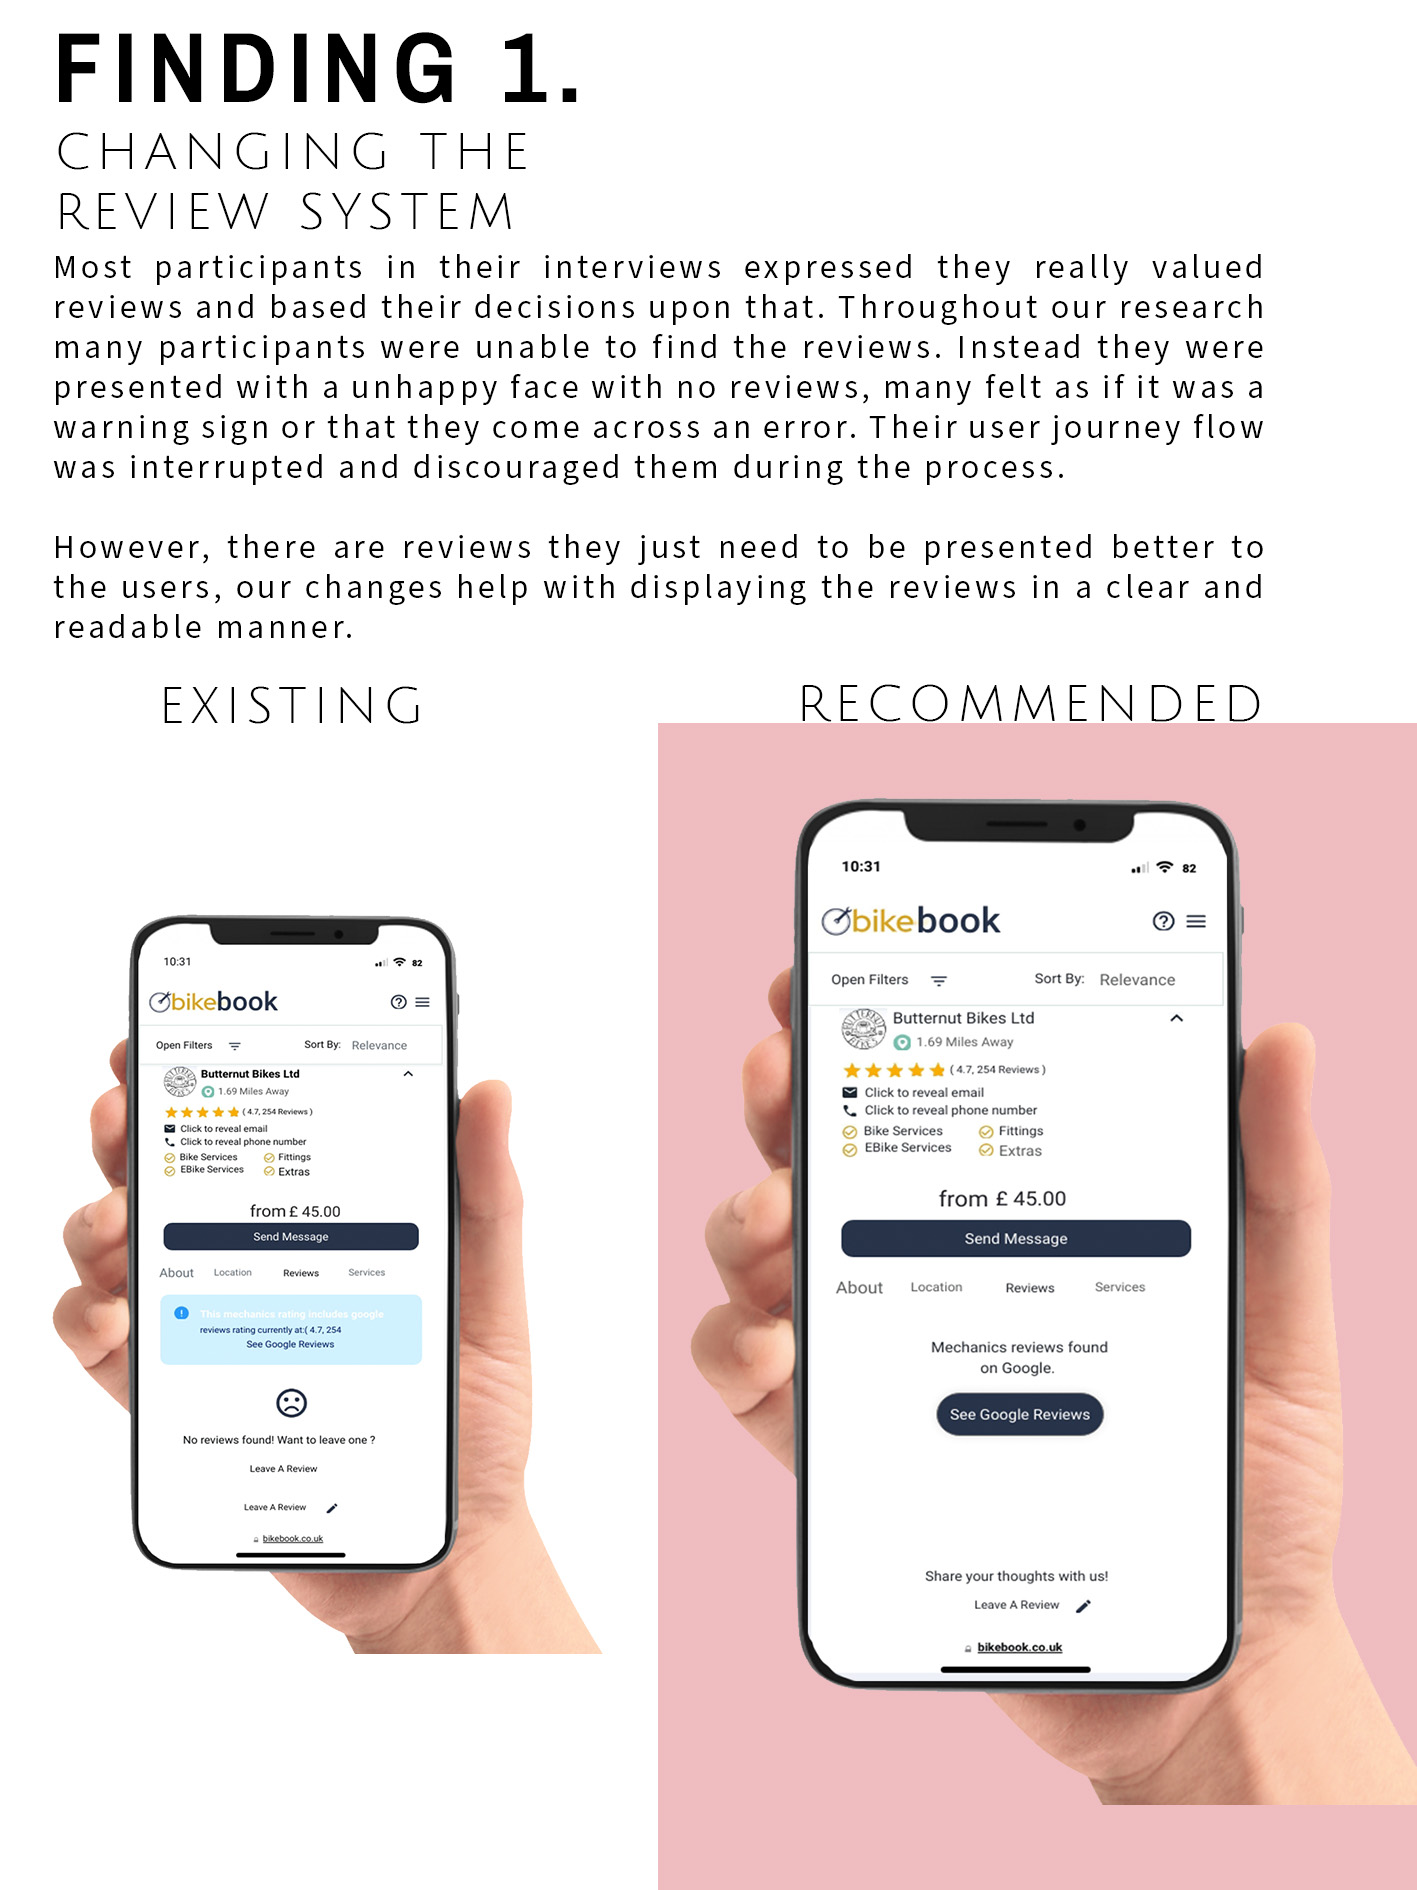 FINDING 1.
CHANGING THE
REVIEW SYSTEM
Most participants in their interviews expressed they really valued
reviews and based their decisions upon that. Throughout our research
many participants were unable to find the reviews. Instead they were
presented with a unhappy face with no reviews, many felt as if it was a
warning sign or that they come across an error. Their user journey flow
was interrupted and discouraged them during the process.
However, there are reviews they just need to be presented better to
the users, our changes help with displaying the reviews in a clear and
readable manner.
EXISTING
10:31
82
bikebook
Open Filters
Sort By: Relevance
Butternut Bikes Ltd
1.69 Miles Away
( 4.7, 254 Reviews )
Click to reveal email
Click to reveal phone number
Bike Services
Fittings
EBike Services
Extras
from £ 45.00
Send Message
About Location Reviews Services
This mechanics rating includes google
reviews rating currently at:( 4.7, 254
See Google Reviews
No reviews found! Want to leave one ?
Leave A Review
Leave A Review
bikebook.co.uk
RECOMMENDED
10:31
82
bikebook
Open Filters
Sort By: Relevance
Butternut Bikes Ltd
1.69 Miles Away
( 4.7, 254 Reviews )
Click to reveal email
Click to reveal phone number
Bike Services
Fittings
EBike Services
Extras
from £ 45.00
Send Message
About Location Reviews Services
Mechanics reviews found
on Google.
See Google Reviews
Share your thoughts with us!
Leave A Review
bikebook.co.uk